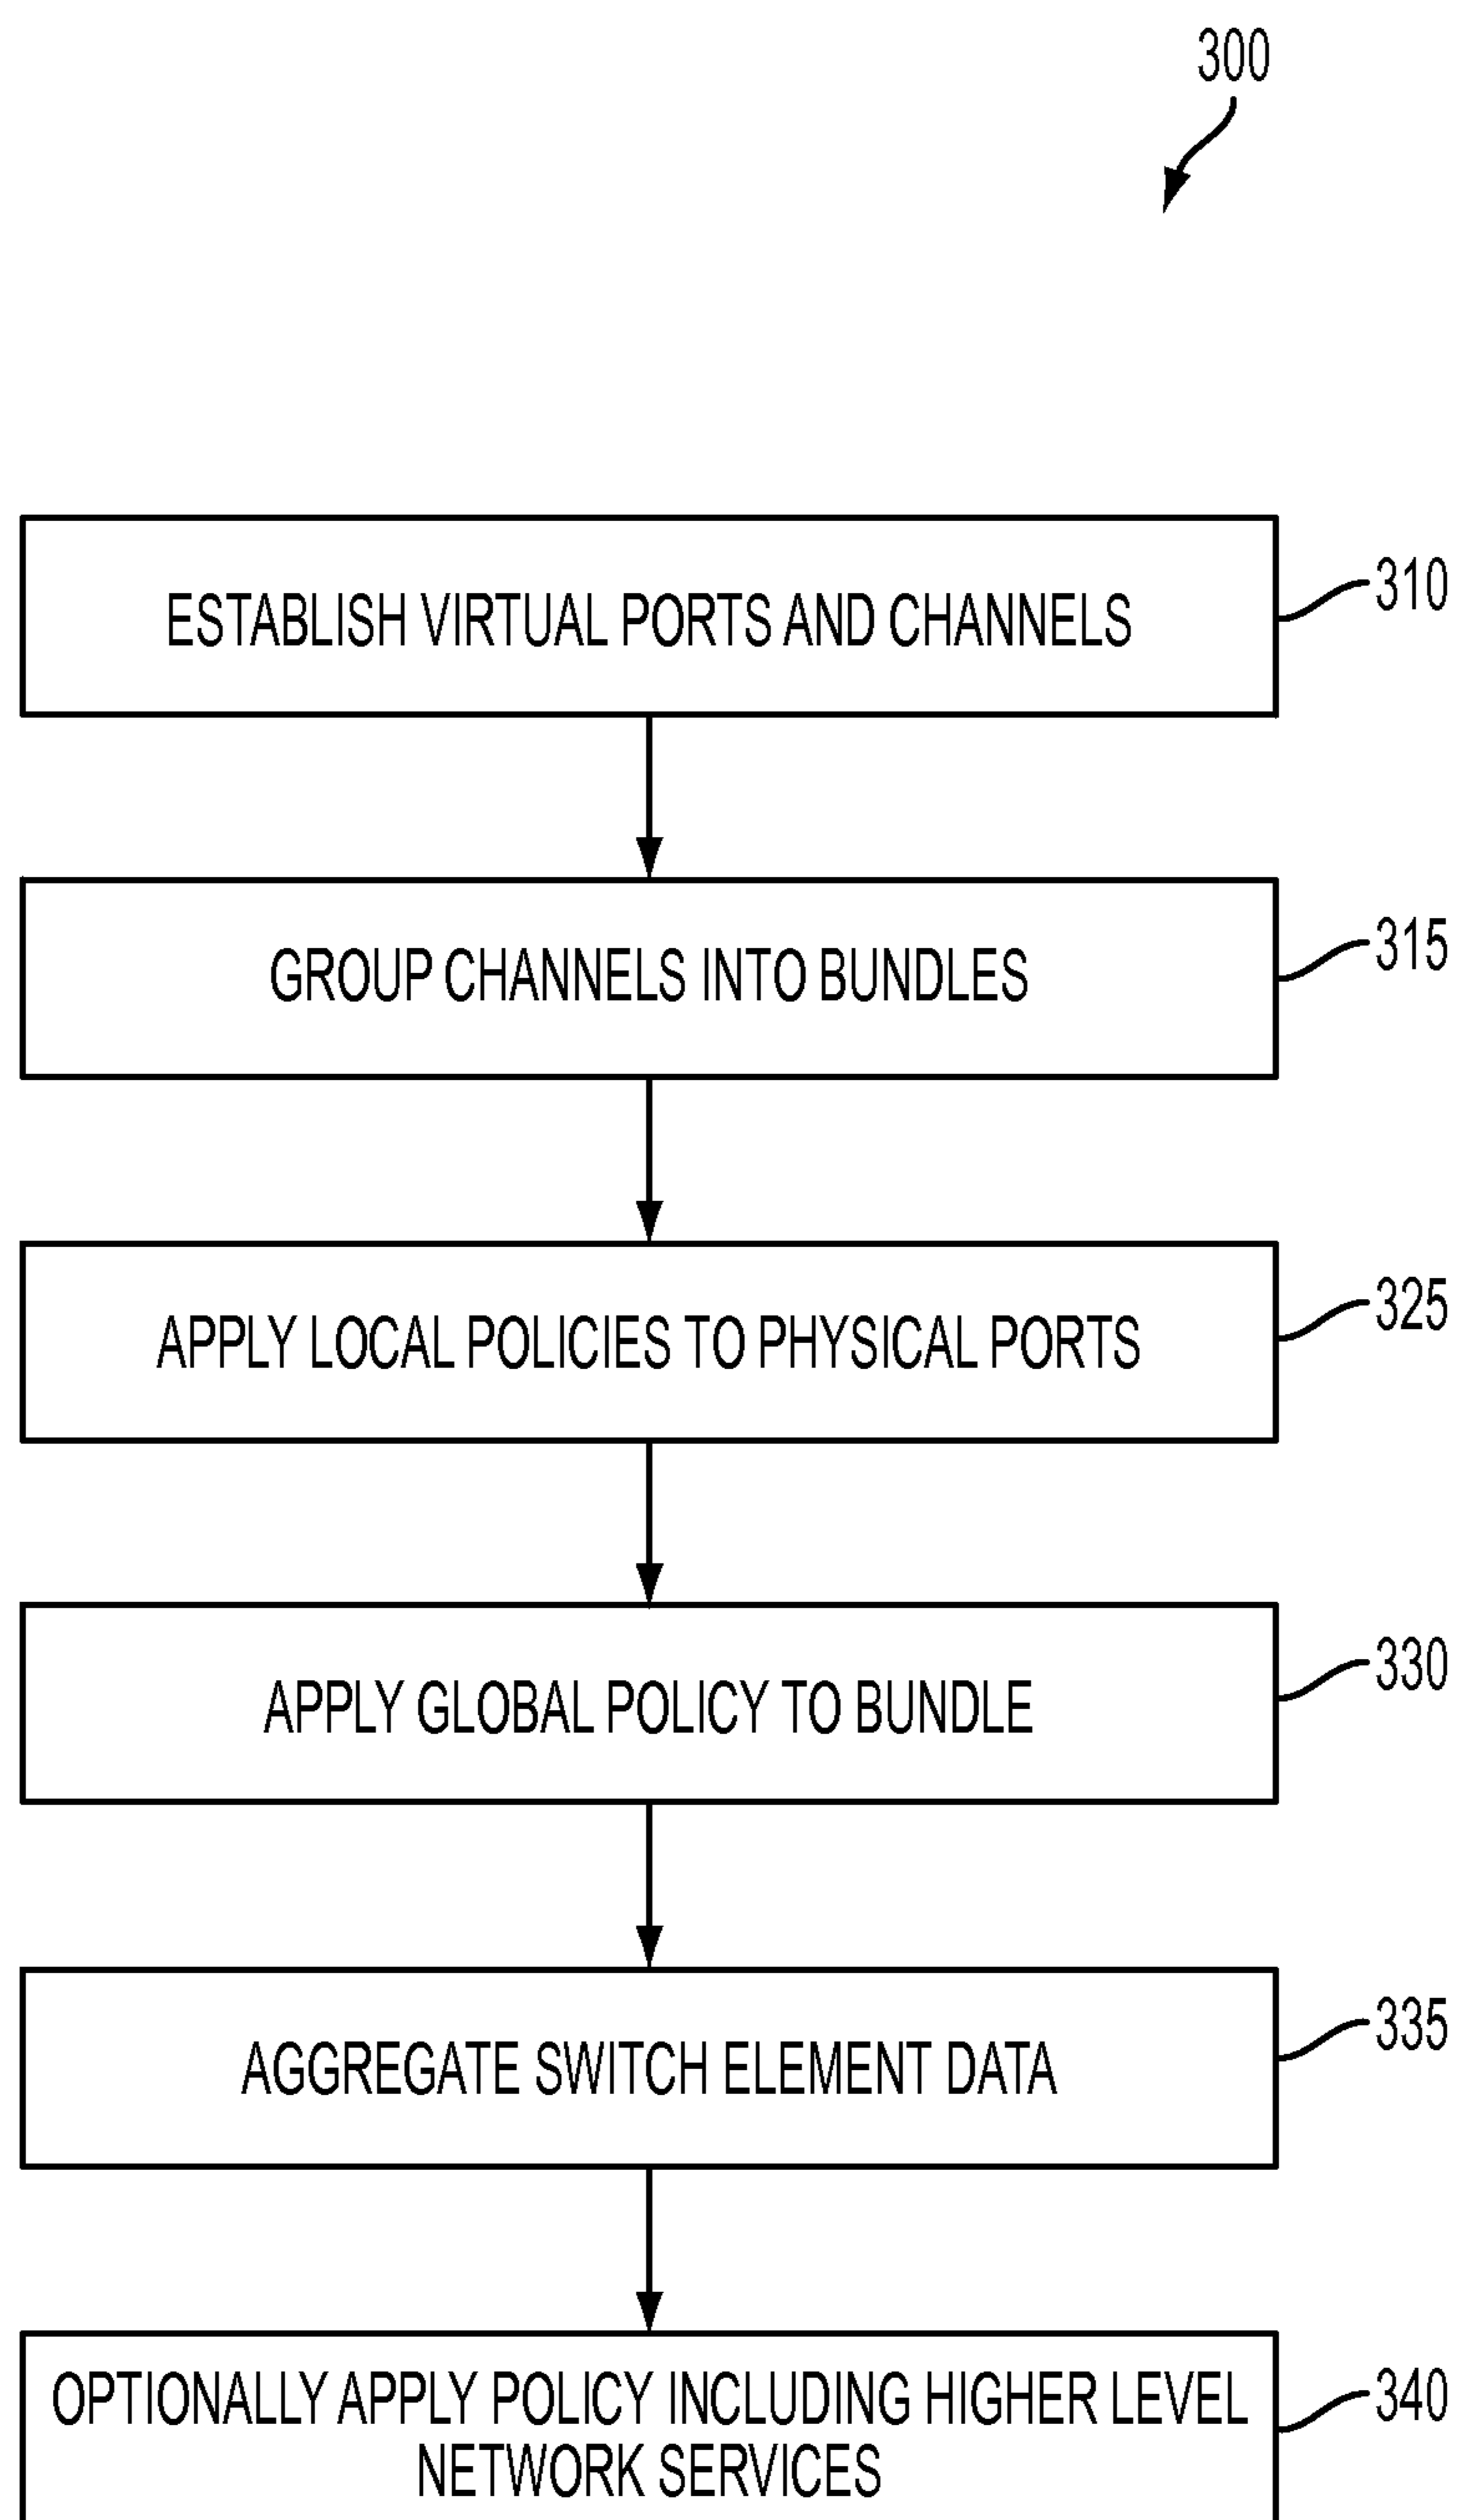 300
ESTABLISH VIRTUAL PORTS AND CHANNELS
310
GROUP CHANNELS INTO BUNDLES
315
APPLY LOCAL POLICIES TO PHYSICAL PORTS
325
APPLY GLOBAL POLICY TO BUNDLE
330
AGGREGATE SWITCH ELEMENT DATA
335
OPTIONALLY APPLY POLICY INCLUDING HIGHER LEVEL
NETWORK SERVICES
340